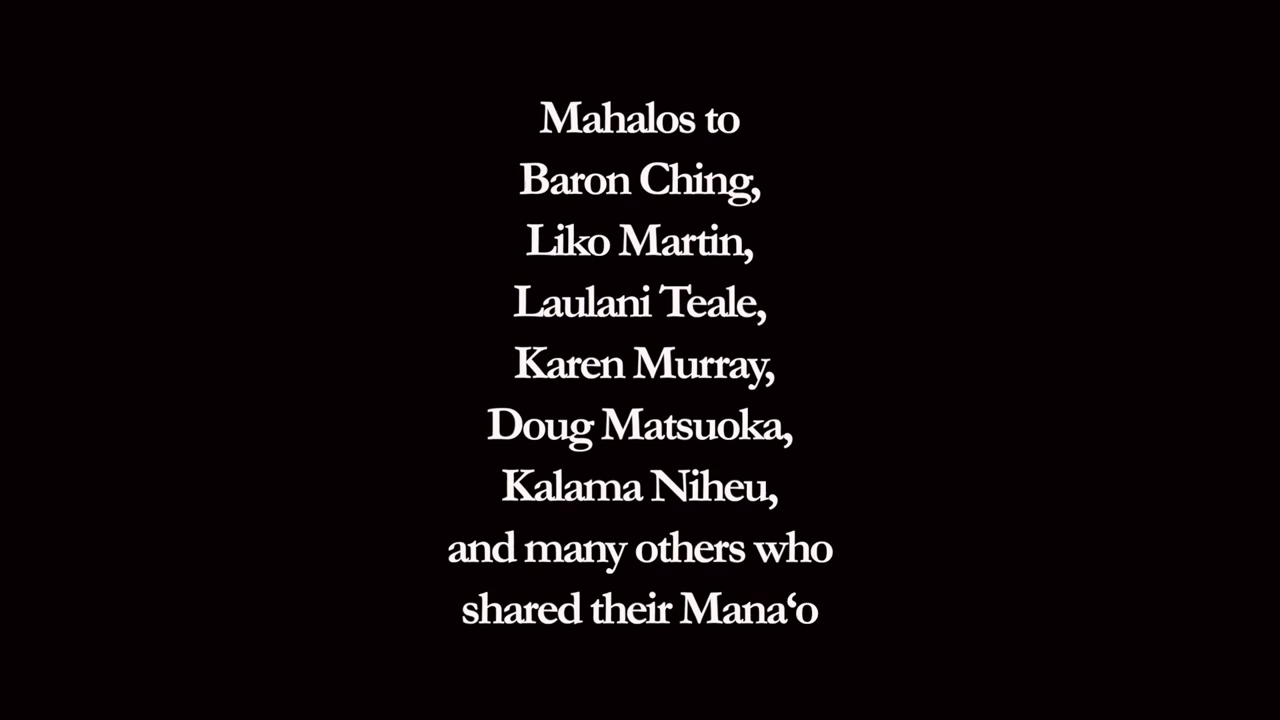 Mahalos to
Baron Ching,
Liko Martin,
Laulani Teale,
Karen Murray,
Doug Matsuoka,
Kalama Niheu,
and many others who
shared their Mana‘o